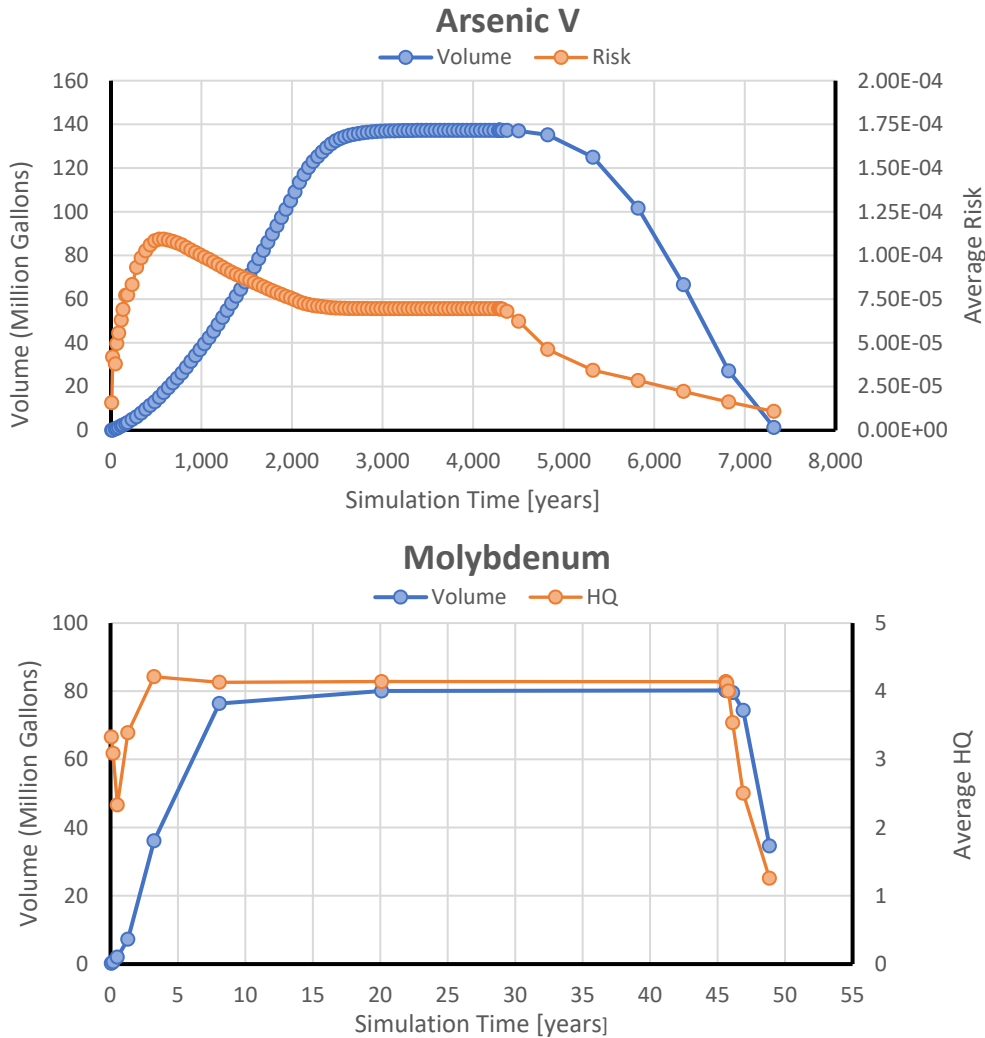 Arsenic V
Volume Risk
160 2.00E-04
140 1.75E-04
120 1.50E-04
100 1.25E-04
80 1.00E-04
60 7.50E-05
40 5.00E-05
20 2.50E-05
0 0.00E+00
Volume (Million Gallons)
Average Risk
0 1,000 2,000 3,000 4,000 5,000 6,000 7,000 8,000
Simulation Time [years]
Molybdenum
Volume HQ
100 5
80 4
60 3
40 2
20 1
0 0
Volume (Million Gallons)
Average HQ
0 5 10 15 20 25 30 35 40 45 50 55
Simulation Time [years]